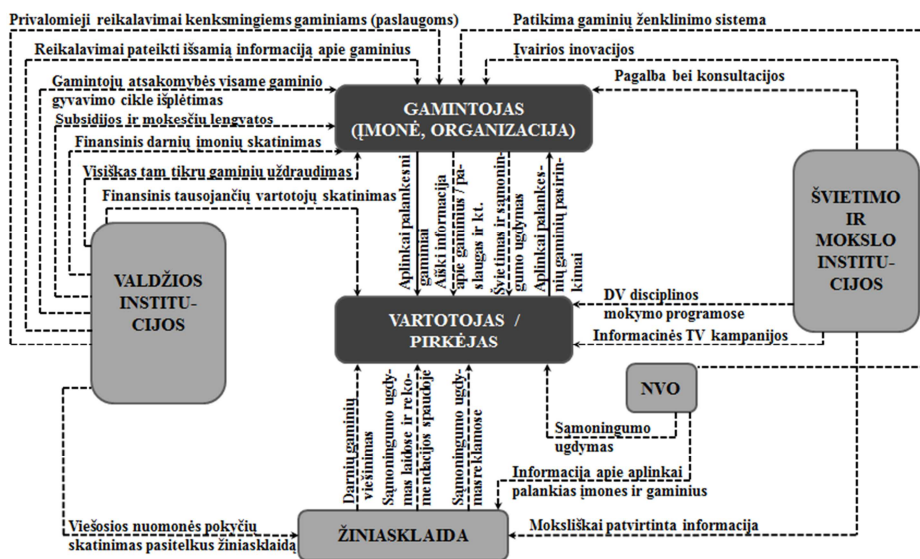 Privalomieji reikalavimai kenksmingiems gaminiams (paslaugoms)
Patikima gaminių ženklinimo sistema
Reikalavimai pateikti išsamią informaciją apie gaminius
Įvairios inovacijos
Gamintojų atsakomybės visame gaminio
gyvavimo cikle išplėtimas
Pagalba bei konsultacijos
Subsidijos ir mokesčių lengvatos
Finansinis darnių įmonių skatinimas
Visiškas tam tikrų gaminių uždraudimas
Finansinis tausojančių vartotojų skatinimas
GAMINTOJAS
(ĮMONĖ, ORGANIZACIJA)
Aplinkai palankesni
gaminiai
Aiški informacija
apie gaminius / pa-
slaugas ir kt.
Švietimas ir sąmonin-
gumo ugdymas
Aplinkai palankes-
nių gaminių pasirin-
kimai
VALDŽIOS
INSTITU-
CIJOS
ŠVIETIMO
IR
MOKSLO
INSTITU-
CIJOS
VARTOTOJAS /
PIRKĖJAS
DV disciplinos
mokymo programose
Informacinės TV kampanijos
NVO
Sąmoningumo
ugdymas
Darnių gaminių
viešinimas
Sąmoningumo ugdy-
mas laidose ir reko-
mendacijos spaudoje
Sąmoningumo ugdy-
mas reklamose
Informacija apie aplinkai
palankias įmones ir gaminius
Viešosios nuomonės pokyčių
skatinimas pasitelkus žiniasklaidą
ŽINIASKLAIDA
Moksliškai patvirtinta informacija